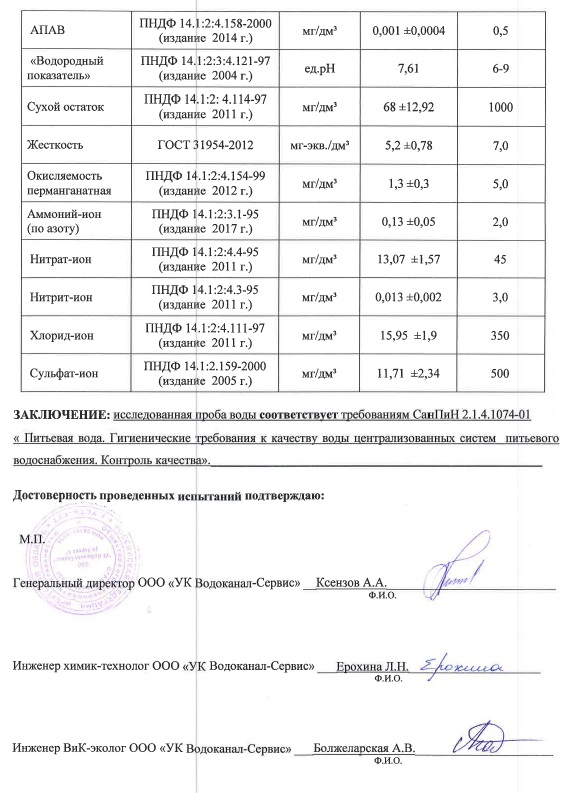 АПАВ ПНДФ 14.1:2:4.158-2000 мг/дм³ 0,001 ±0,0004 0,5
(издание 2014 г.)
«Водородный ПНДФ 14.1:2:3:4.121-97 ед.pH 7,61 6-9
показатель» (издание 2004 г.)
Сухой остаток ПНДФ 14.1:2: 4.114-97 мг/дм³ 68 ±12,92 1000
(издание 2011 г.)
Жесткость ГОСТ 31954-2012 мг-экв./дм³ 5,2 ±0,78 7,0
Окисляемость ПНДФ 14.1:2:4.154-99 мг/дм³ 1,3 ±0,3 5,0
перманганатная (издание 2012 г.)
Аммоний-ион ПНДФ 14.1:2:3.1-95 мг/дм³ 0,13 ±0,05 2,0
(по азоту) (издание 2017 г.)
Нитрат-ион ПНДФ 14.1:2:4.4-95 мг/дм³ 13,07 ±1,57 45
(издание 2011 г.)
Нитрит-ион ПНДФ 14.1:2:4.3-95 мг/дм³ 0,013 ±0,002 3,0
(издание 2011 г.)
Хлорид-ион ПНДФ 14.1:2:4.111-97 мг/дм³ 15,95 ±1,9 350
(издание 2011 г.)
Сульфат-ион ПНДФ 14.1:2.159-2000 мг/дм³ 11,71 ±2,34 500
(издание 2005 г.)
ЗАКЛЮЧЕНИЕ: исследованная проба воды соответствует требованиям СанПиН 2.1.4.1074-01
« Питьевая вода. Гигиенические требования к качеству воды централизованных систем питьевого
водоснабжения. Контроль качества».
Достоверность проведенных испытаний подтверждаю:
М.П.
Генеральный директор ООО «УК Водоканал-Сервис» Ксензов А.А.
Ф.И.О.
Инженер химик-технолог ООО «УК Водоканал-Сервис» Ерохина Л.Н. Ерохина
Ф.И.О.
Инженер ВиК-эколог ООО «УК Водоканал-Сервис» Болжеларская А.В.
Ф.И.О.